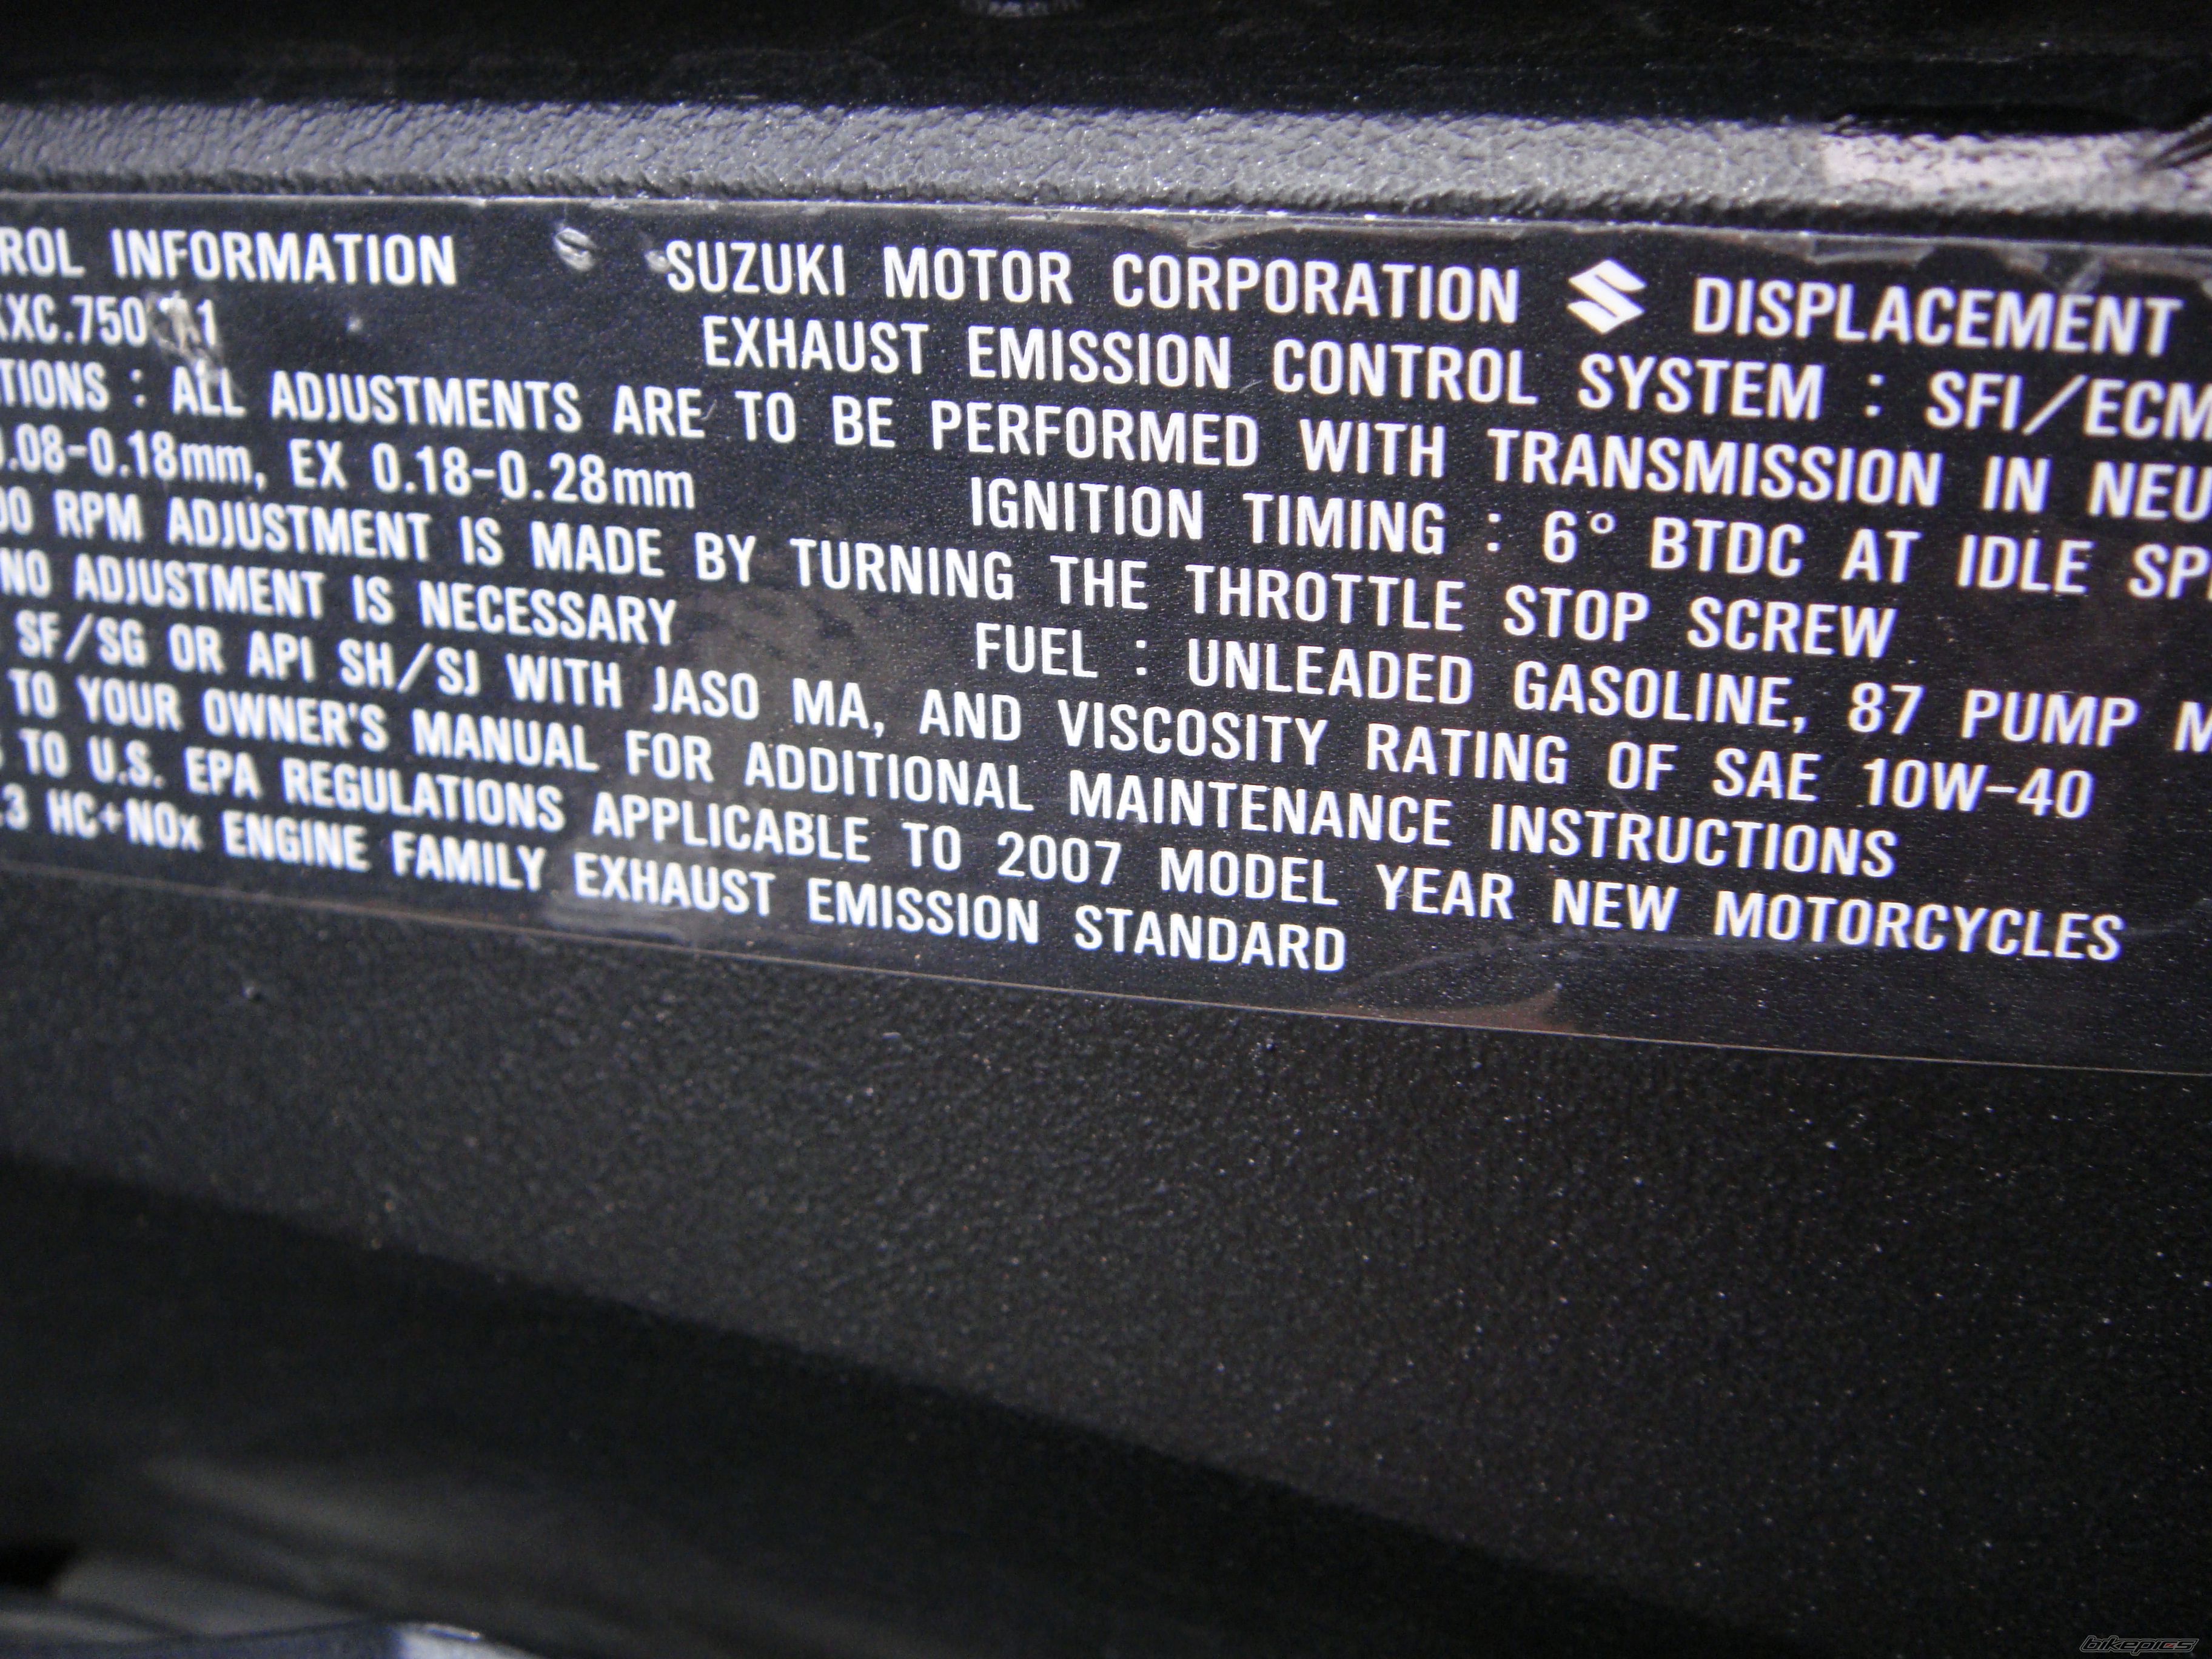 ROL INFORMATION SUZUKI MOTOR CORPORATION DISPLACEMENT
XC.750 EXHAUST EMISSION CONTROL SYSTEM : SFI/ECM
TIONS : ALL ADJUSTMENTS ARE TO BE PERFORMED WITH TRANSMISSION IN NEU
.08-0.18mm, EX 0.18-0.28mm IGNITION TIMING : 6° BTDC AT IDLE SP
00 RPM ADJUSTMENT IS MADE BY TURNING THE THROTTLE STOP SCREW
NO ADJUSTMENT IS NECESSARY FUEL : UNLEADED GASOLINE, 87 PUMP M
SF/SG OR API SH/SJ WITH JASO MA, AND VISCOSITY RATING OF SAE 10W-40
TO YOUR OWNER'S MANUAL FOR ADDITIONAL MAINTENANCE INSTRUCTIONS
S TO U.S. EPA REGULATIONS APPLICABLE TO 2007 MODEL YEAR NEW MOTORCYCLES
.3 HC+NOx ENGINE FAMILY EXHAUST EMISSION STANDARD
bikepics